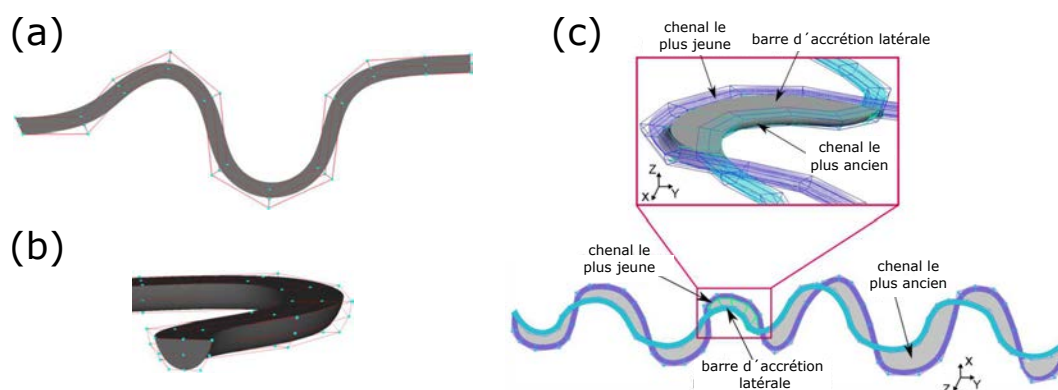 (a)
(b)
(c)
chenal le
plus jeune
barre d´accrétion latérale
chenal le
plus ancien
Z
Y
X
chenal le
plus jeune
chenal le
plus ancien
barre d´accrétion
latérale
X
Y
Z